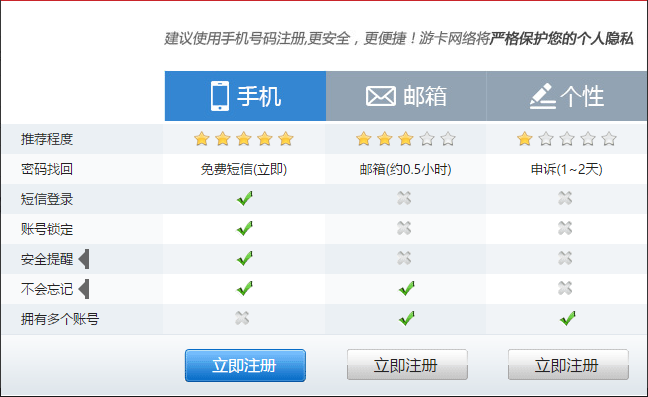 建议使用手机号码注册,更安全，更便捷！游卡网络将严格保护您的个人隐私
手机 邮箱 个性
推荐程度
密码找回 免费短信(立即) 邮箱(约0.5小时) 申诉(1~2天)
短信登录
账号锁定
安全提醒
不会忘记
拥有多个账号
立即注册 立即注册 立即注册